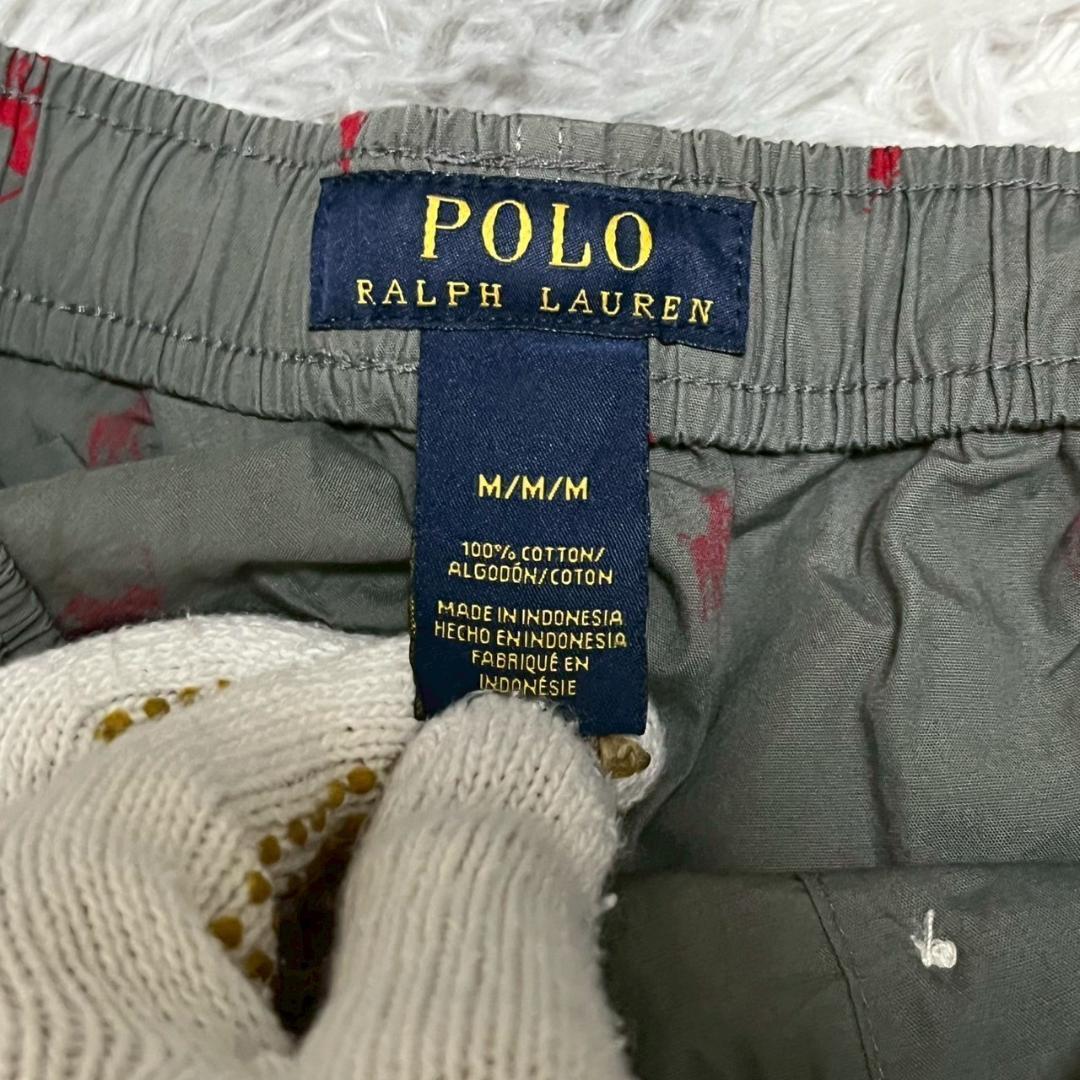 POLO
RALPH LAUREN
M/M/M
100% COTTON/
ALGODÓN/COTON
MADE IN INDONESIA
HECHO EN INDONESIA
FABRIQUÉ EN
INDONÉSIE